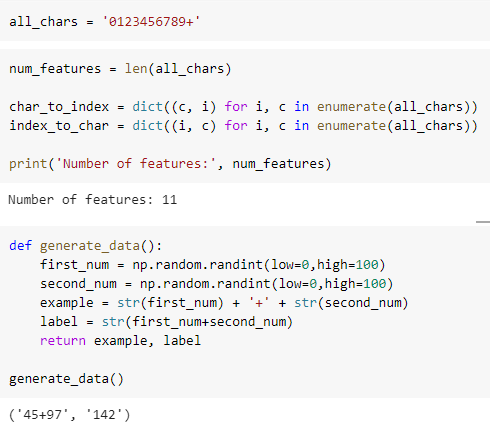 all_chars = '0123456789+'
num_features = len(all_chars)
char_to_index = dict((c, i) for i, c in enumerate(all_chars))
index_to_char = dict((i, c) for i, c in enumerate(all_chars))
print('Number of features:', num_features)
Number of features: 11
def generate_data():
    first_num = np.random.randint(low=0,high=100)
    second_num = np.random.randint(low=0,high=100)
    example = str(first_num) + '+' + str(second_num)
    label = str(first_num+second_num)
    return example, label
generate_data()
('45+97', '142')